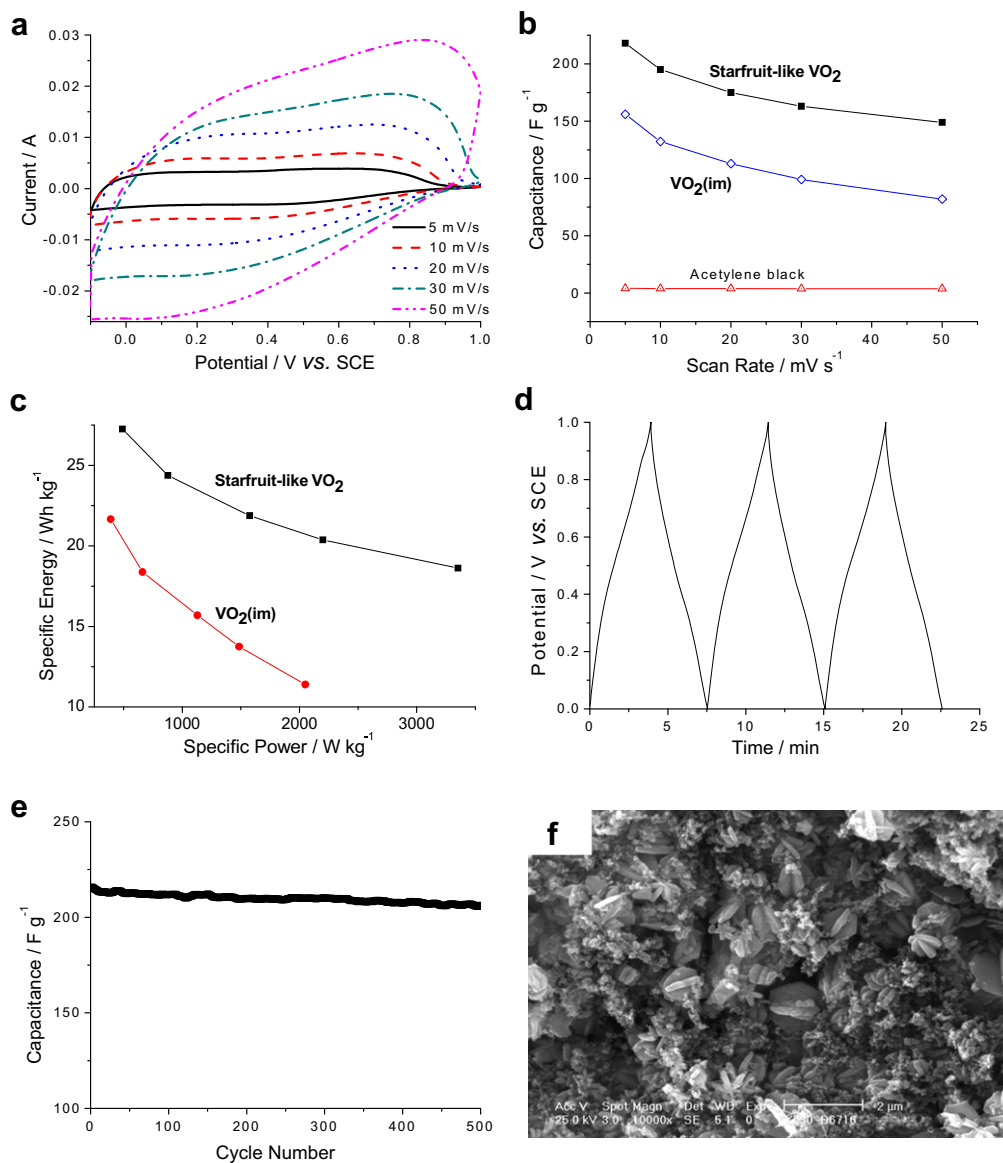 a
Current / A
0.03
0.02
0.01
0.00
-0.01
-0.02
0.0 0.2 0.4 0.6 0.8 1.0
Potential / V vs. SCE
5 mV/s
10 mV/s
20 mV/s
30 mV/s
50 mV/s
b
Capacitance / F g⁻¹
200
150
100
50
0
0 10 20 30 40 50
Scan Rate / mV s⁻¹
Starfruit-like VO₂
VO₂(im)
Acetylene black
c
Specific Energy / Wh kg⁻¹
25
20
15
10
1000 2000 3000
Specific Power / W kg⁻¹
Starfruit-like VO₂
VO₂(im)
d
Potential / V vs. SCE
1.0
0.8
0.6
0.4
0.2
0.0
0 5 10 15 20 25
Time / min
e
Capacitance / F g⁻¹
250
200
150
100
0 100 200 300 400 500
Cycle Number
f
Acc.V Spot Magn Det WD Exp 2 µm
25.0 kV 3.0 10000x SE 5.1 0